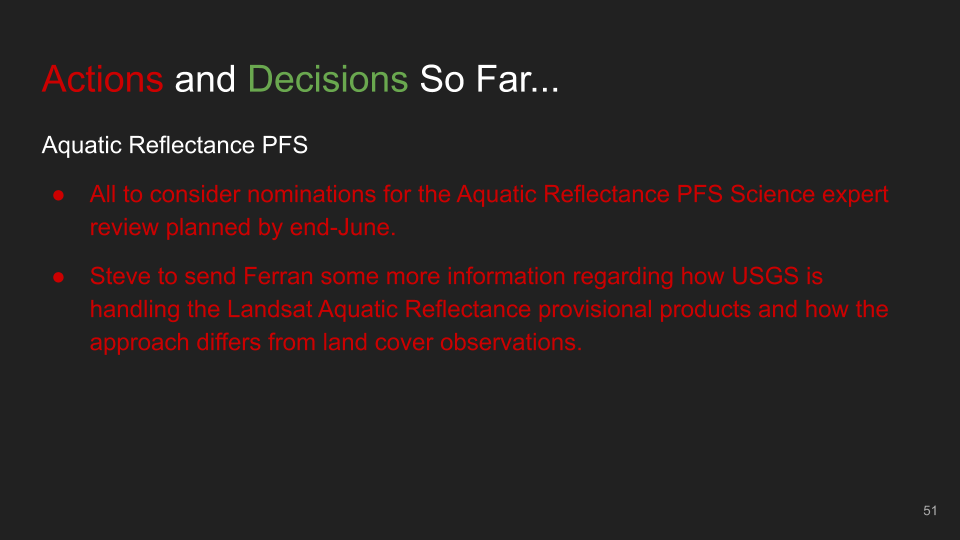 Actions and Decisions So Far...
Aquatic Reflectance PFS
● All to consider nominations for the Aquatic Reflectance PFS Science expert
review planned by end-June.
● Steve to send Ferran some more information regarding how USGS is
handling the Landsat Aquatic Reflectance provisional products and how the
approach differs from land cover observations.
51